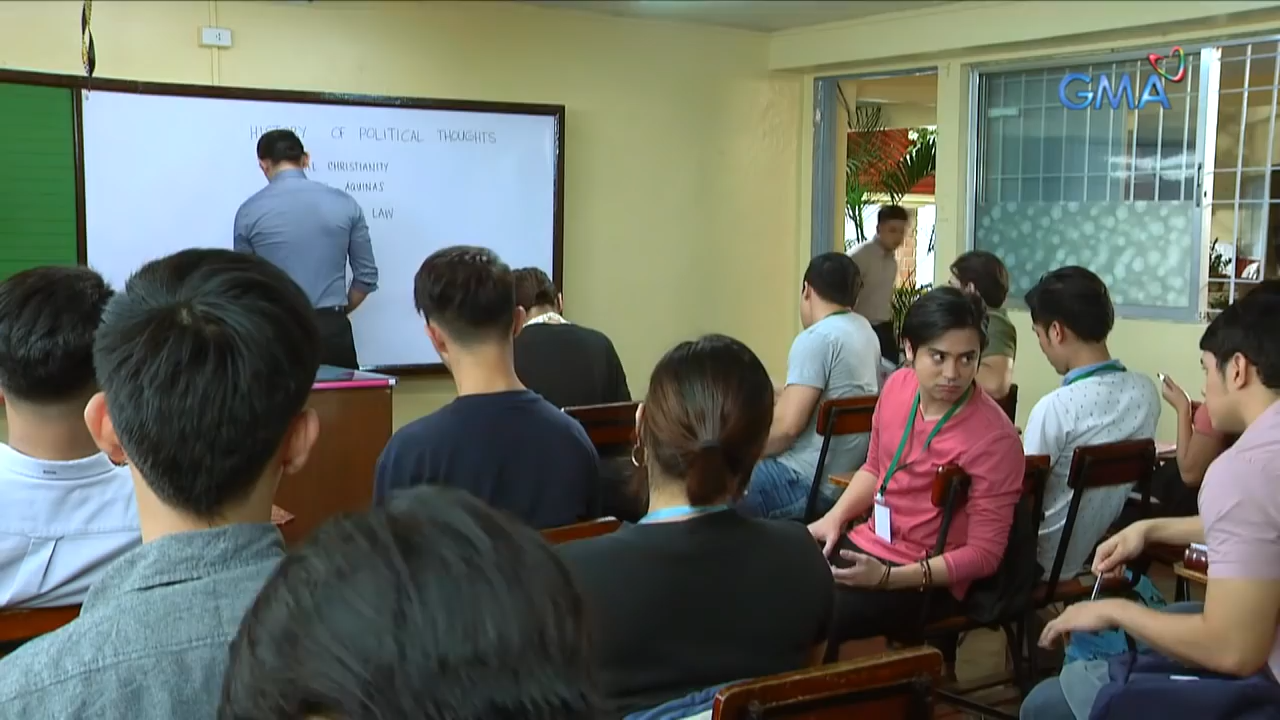 HISTORY OF POLITICAL THOUGHTS
CHRISTIANITY
AQUINAS
LAW
GMA